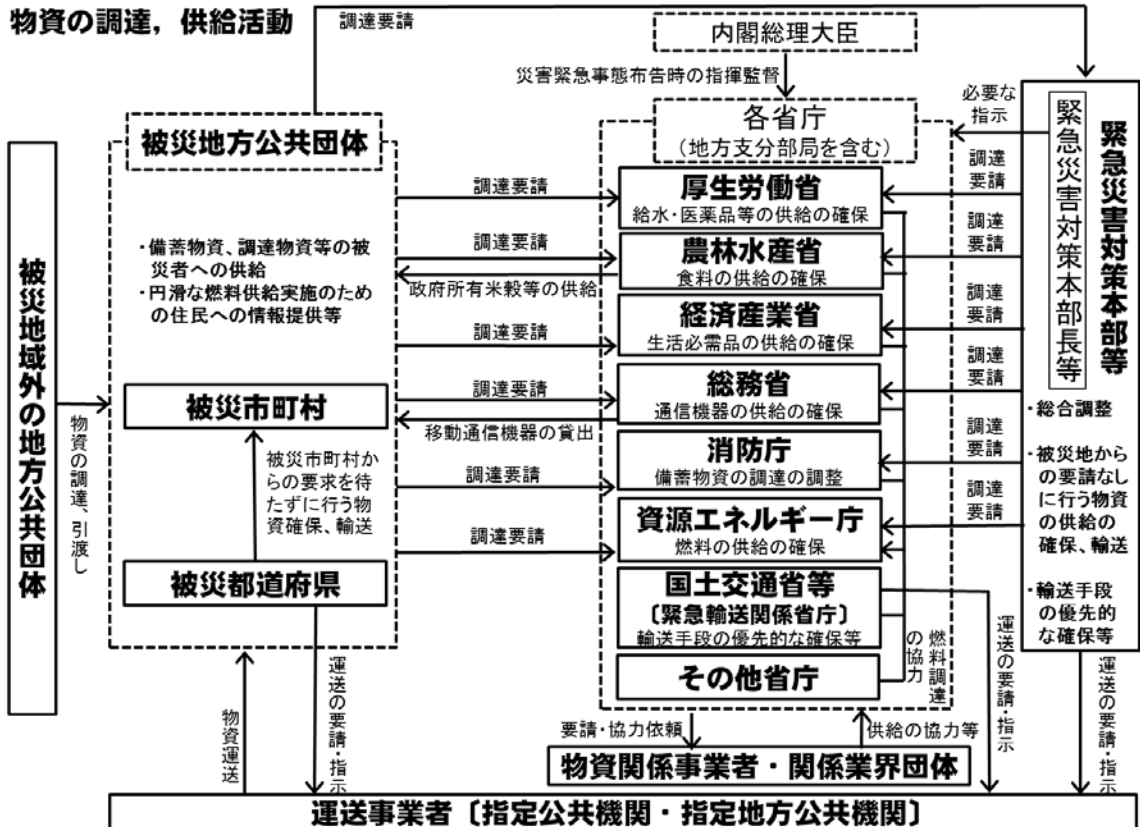 物資の調達，供給活動
調達要請
内閣総理大臣
災害緊急事態布告時の指揮監督
各省庁
（地方支分部局を含む）
必要な
指示
緊急災害対策本部等
緊急災害対策本部長等
・総合調整
・被災地から
の要請なし
に行う物資
の供給の
確保、輸送
・輸送手段
の優先的
な確保等
被災地域外の地方公共団体
物資の調達、引渡し
被災地方公共団体
・備蓄物資、調達物資等の被
災者への供給
・円滑な燃料供給実施のため
の住民への情報提供等
被災市町村
被災市町村か
らの要求を待
たずに行う物
資確保、輸送
被災都道府県
調達要請
調達要請
政府所有米穀等の供給
調達要請
調達要請
移動通信機器の貸出
調達要請
調達要請
厚生労働省
給水・医薬品等の供給の確保
農林水産省
食料の供給の確保
経済産業省
生活必需品の供給の確保
総務省
通信機器の供給の確保
消防庁
備蓄物資の調達の調整
資源エネルギー庁
燃料の供給の確保
国土交通省等
〔緊急輸送関係省庁〕
輸送手段の優先的な確保等
その他省庁
調達
要請
調達
要請
調達
要請
調達
要請
調達
要請
調達
要請
燃料調達
の協力
運送の要請・指示
運送の要請・指示
要請・協力依頼
供給の協力等
物資関係事業者・関係業界団体
物資運送
運送の要請・指示
運送事業者〔指定公共機関・指定地方公共機関〕